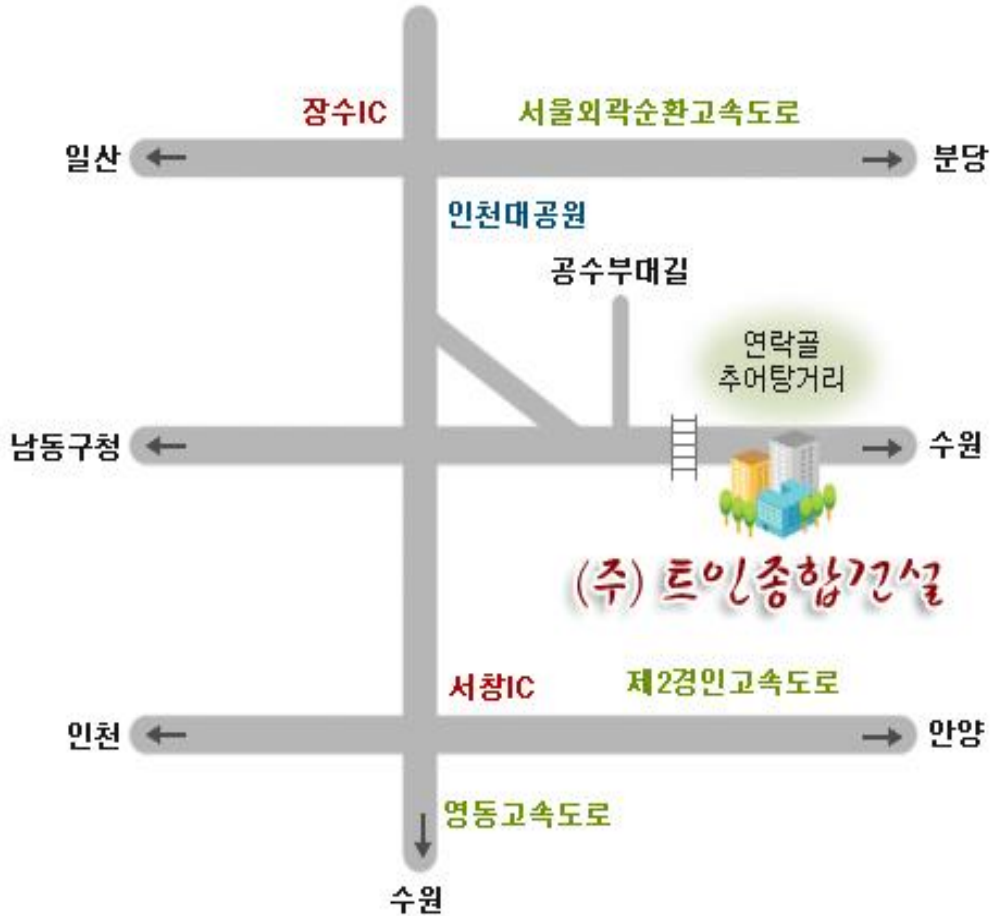 장수IC
서울외곽순환고속도로
일산
분당
인천대공원
공수부대길
연락골
추어탕거리
남동구청
수원
(주) 트인종합건설
서창IC
제2경인고속도로
인천
안양
영동고속도로
수원